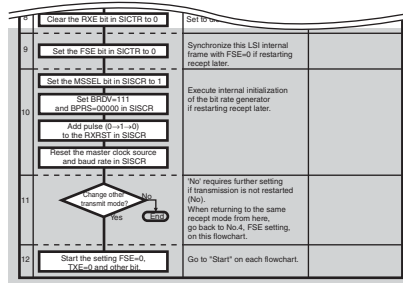 8
Clear the RXE bit in SICTR to 0
Set to
9
Set the FSE bit in SICTR to 0
Synchronize this LSI internal
frame with FSE=0 if restarting
recept later.
10
Set the MSSEL bit in SISCR to 1
Set BRDV=111
and BPRS=00000 in SISCR
Add pulse (0→1→0)
to the RXRST in SISCR
Reset the master clock source
and baud rate in SISCR
Execute internal initialization
of the bit rate generator
if restarting recept later.
11
Change other
transmit mode?
No
Yes
End
'No' requires further setting
if transmission is not restarted
(No).
When returning to the same
recept mode from here,
go back to No.4, FSE setting,
on this flowchart.
12
Start the setting FSE=0,
TXE=0 and other bit.
Go to "Start" on each flowchart.